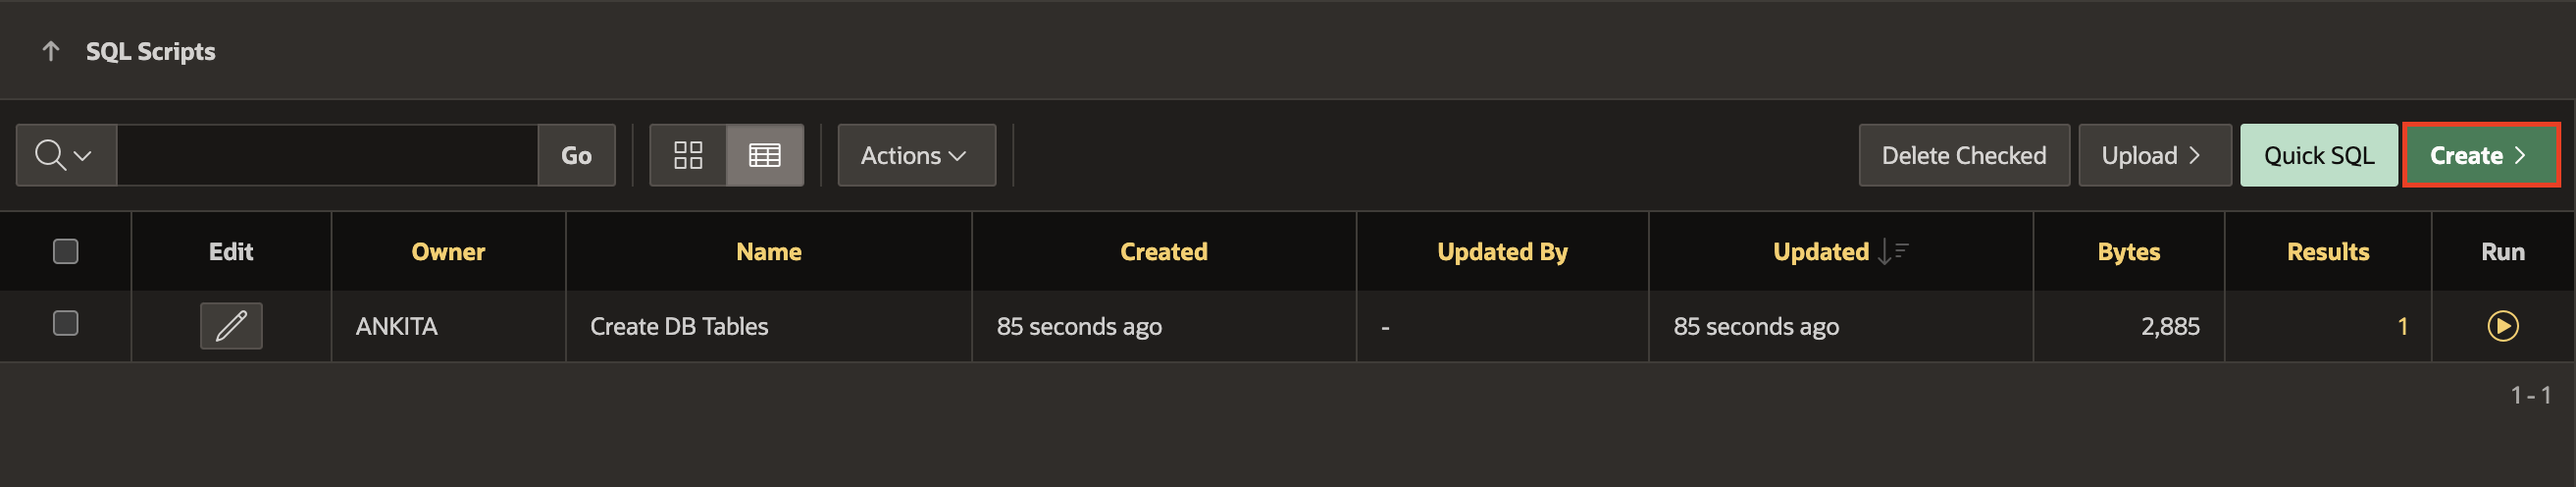 SQL Scripts
Go Actions Delete Checked Upload Quick SQL Create
Edit Owner Name Created Updated By Updated Bytes Results Run
ANKITA Create DB Tables 85 seconds ago - 85 seconds ago 2,885 1
1 - 1